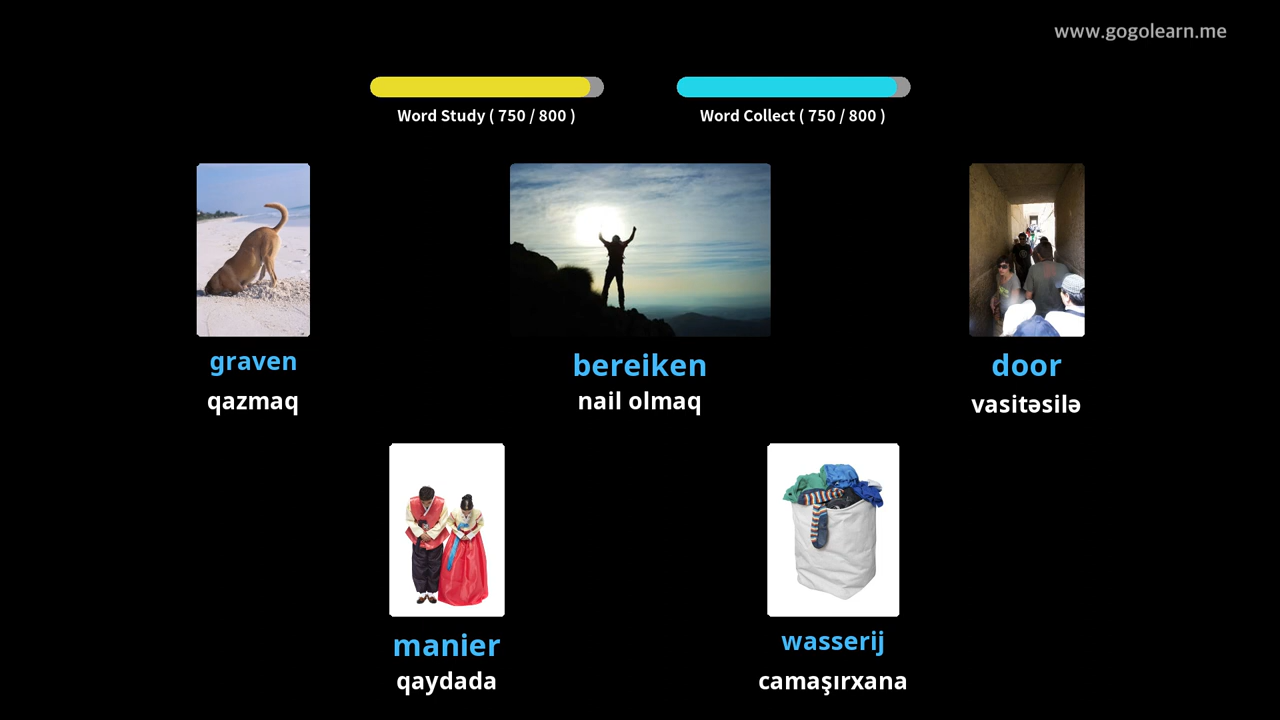 www.gogolearn.me
Word Study ( 750 / 800 )
Word Collect ( 750 / 800 )
graven
qazmaq
bereiken
nail olmaq
door
vasitəsilə
manier
qaydada
wasserij
camaşırxana